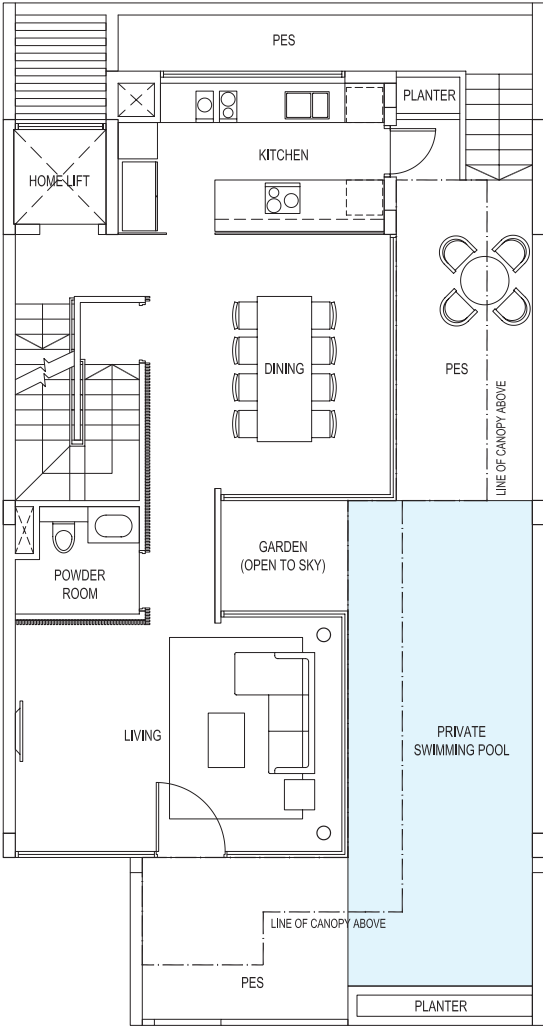 PES
PLANTER
KITCHEN
HOME LIFT
DINING
PES
LINE OF CANOPY ABOVE
GARDEN
(OPEN TO SKY)
POWDER
ROOM
LIVING
PRIVATE
SWIMMING POOL
LINE OF CANOPY ABOVE
PES
PLANTER